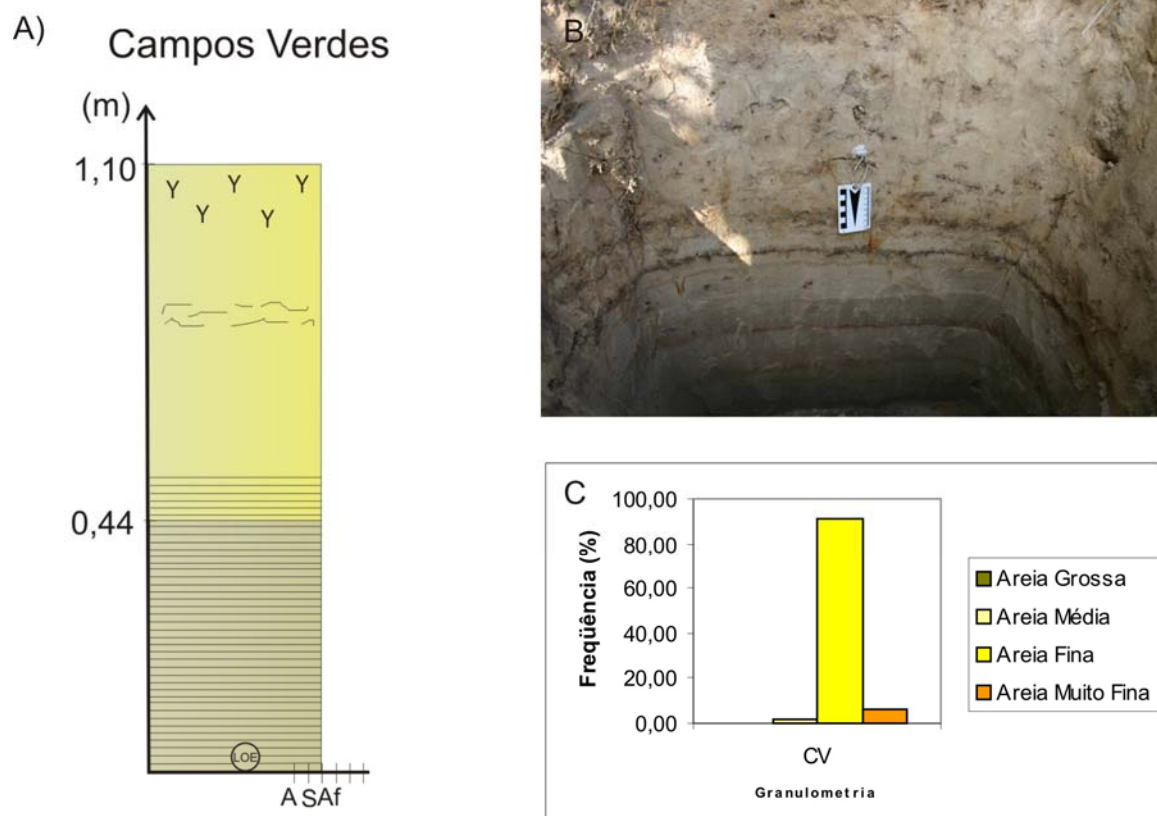 A)
Campos Verdes
(m)
1,10
0,44
LOE
A SAf
B
C
Freqüência (%)
100,00
80,00
60,00
40,00
20,00
0,00
CV
Granulometria
Areia Grossa
Areia Média
Areia Fina
Areia Muito Fina